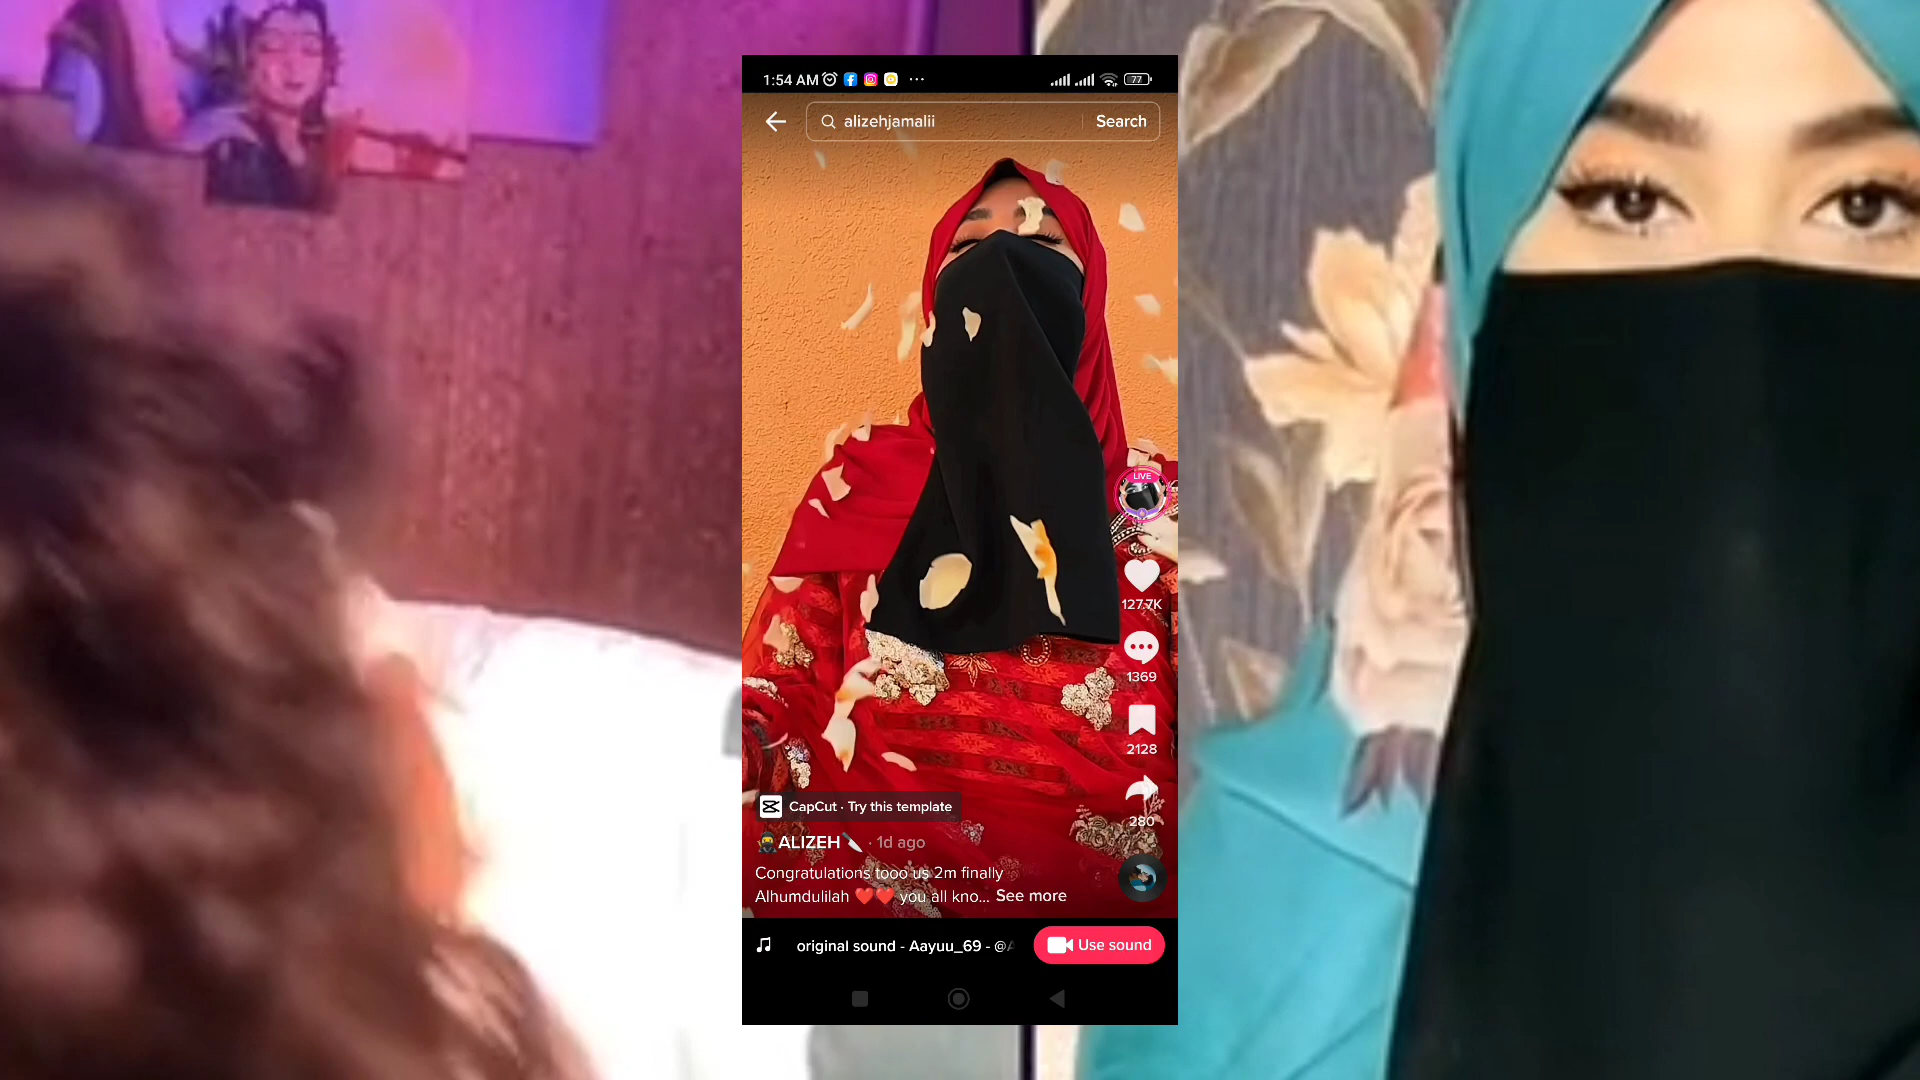 1:54 AM
77
alizehjamalii
Search
LIVE
127.7K
1369
2128
280
CapCut · Try this template
ALIZEH · 1d ago
Congratulations tooo us 2m finally
Alhumdulilah ❤️❤️ you all kno... See more
original sound - Aayuu_69 - @A
Use sound